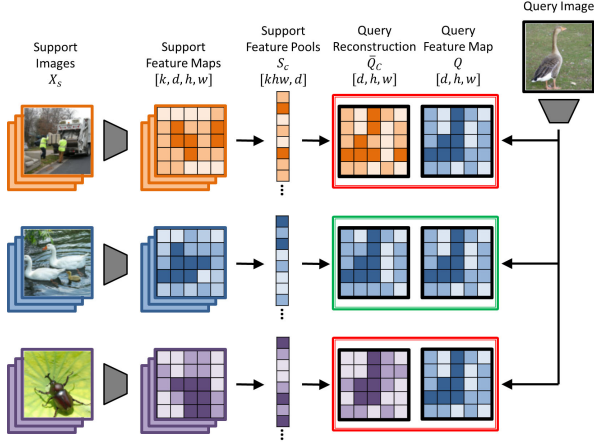 Query Image
Support
Images
X_s
Support
Feature Maps
[k, d, h, w]
Support
Feature Pools
S_c
[khw, d]
Query
Reconstruction
Q̄_C
[d, h, w]
Query
Feature Map
Q
[d, h, w]